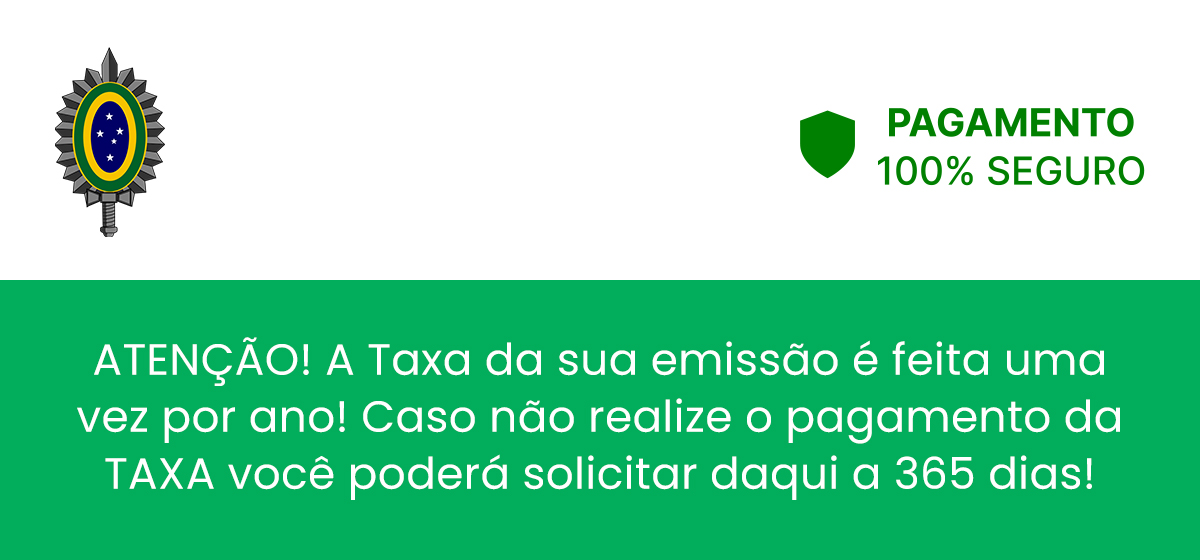 PAGAMENTO
100% SEGURO
ATENÇÃO! A Taxa da sua emissão é feita uma
vez por ano! Caso não realize o pagamento da
TAXA você poderá solicitar daqui a 365 dias!